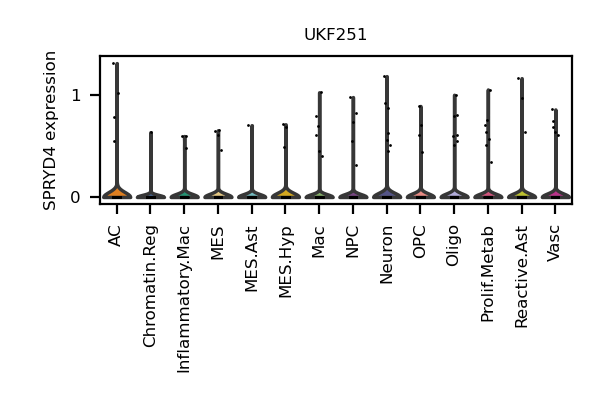 UKF251
SPRYD4 expression
1
0
AC
Chromatin.Reg
Inflammatory.Mac
MES
MES.Ast
MES.Hyp
Mac
NPC
Neuron
OPC
Oligo
Prolif.Metab
Reactive.Ast
Vasc